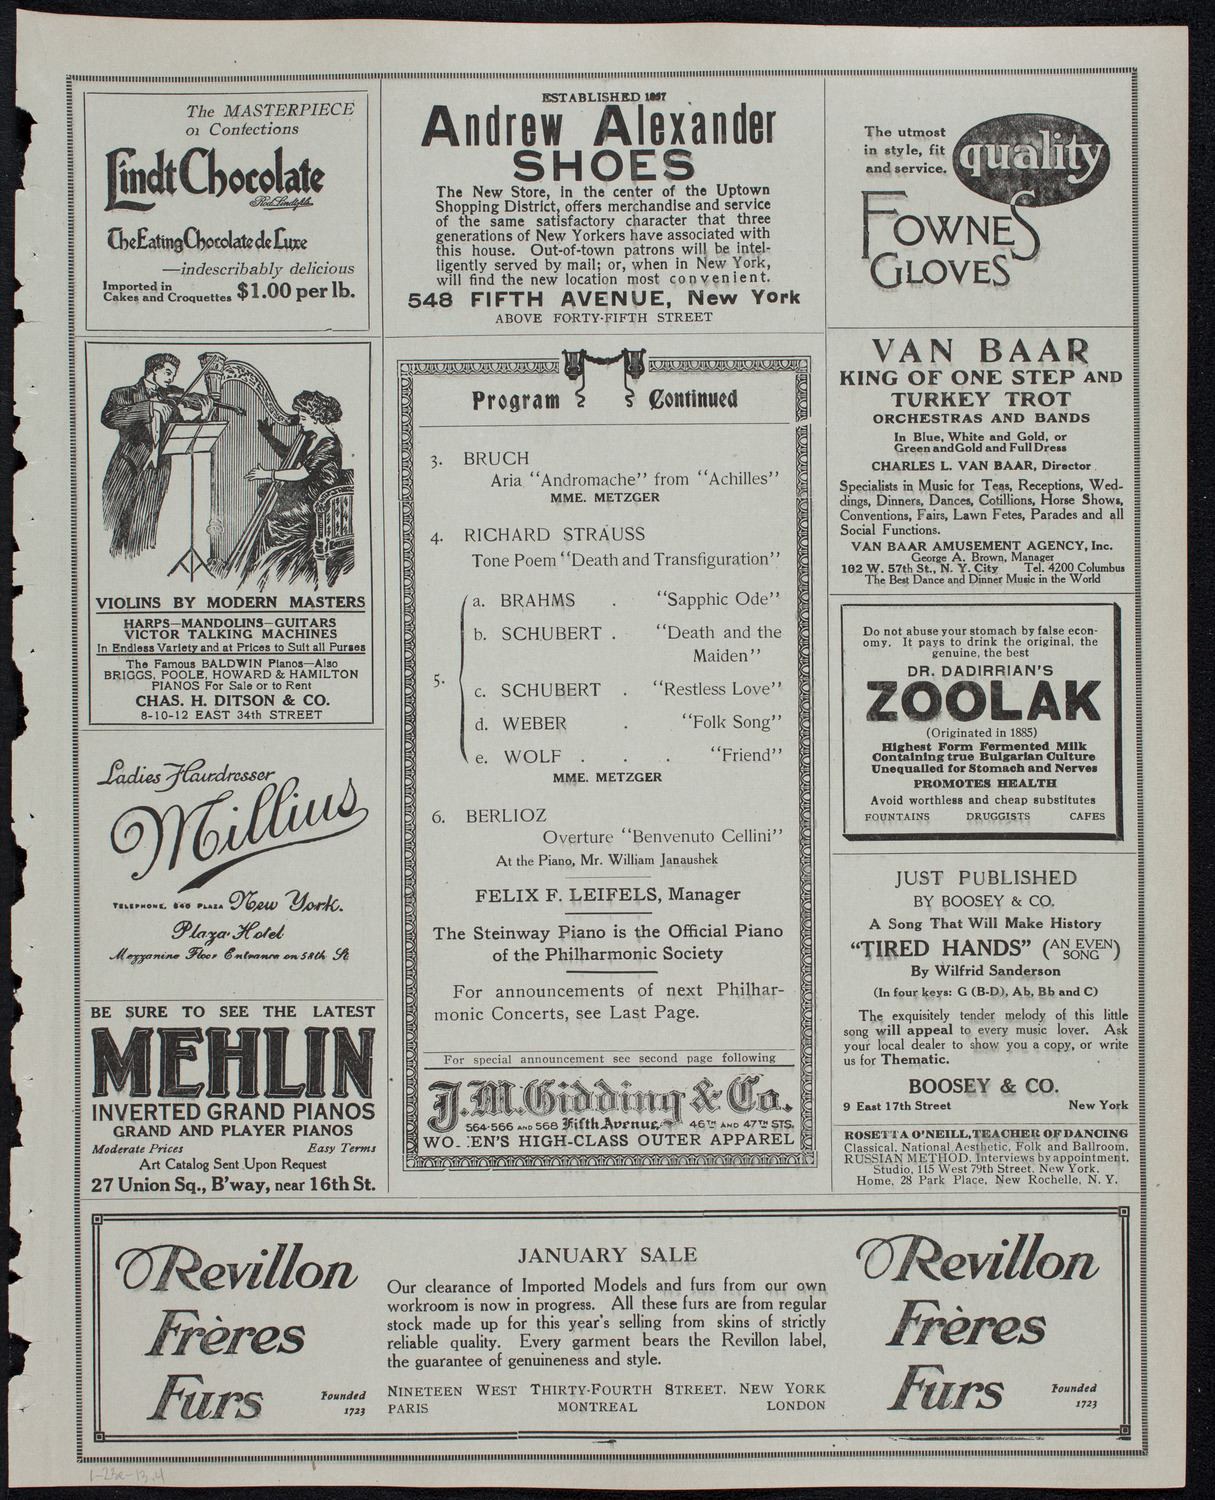 The MASTERPIECE
of Confections
Lindt Chocolate
Rod. Lindt fils
The Eating Chocolate de Luxe
—indescribably delicious
Imported in
Cakes and Croquettes $1.00 per lb.
ESTABLISHED 1857
Andrew Alexander
SHOES
The New Store, in the center of the Uptown
Shopping District, offers merchandise and service
of the same satisfactory character that three
generations of New Yorkers have associated with
this house. Out-of-town patrons will be intel-
ligently served by mail; or, when in New York,
will find the new location most convenient.
548 FIFTH AVENUE, New York
ABOVE FORTY-FIFTH STREET
The utmost
in style, fit
and service.
quality
FOWNES
GLOVES
VIOLINS BY MODERN MASTERS
HARPS—MANDOLINS—GUITARS
VICTOR TALKING MACHINES
In Endless Variety and at Prices to Suit all Purses
The Famous BALDWIN Pianos—Also
BRIGGS, POOLE, HOWARD & HAMILTON
PIANOS For Sale or to Rent
CHAS. H. DITSON & CO.
8-10-12 EAST 34th STREET
Ladies Hairdresser
Millius
TELEPHONE, 640 PLAZA New York.
Plaza Hotel
Mezzanine Floor Entrance on 58th St
BE SURE TO SEE THE LATEST
MEHLIN
INVERTED GRAND PIANOS
GRAND AND PLAYER PIANOS
Moderate Prices Easy Terms
Art Catalog Sent Upon Request
27 Union Sq., B'way, near 16th St.
Program Continued
3. BRUCH
Aria "Andromache" from "Achilles"
MME. METZGER
4. RICHARD STRAUSS
Tone Poem "Death and Transfiguration"
5.
a. BRAHMS . "Sapphic Ode"
b. SCHUBERT . "Death and the
Maiden"
c. SCHUBERT . "Restless Love"
d. WEBER . "Folk Song"
e. WOLF . . . "Friend"
MME. METZGER
6. BERLIOZ
Overture "Benvenuto Cellini"
At the Piano, Mr. William Janaushek
FELIX F. LEIFELS, Manager
The Steinway Piano is the Official Piano
of the Philharmonic Society
For announcements of next Philhar-
monic Concerts, see Last Page.
For special announcement see second page following
J.M. Gidding & Co.
564-566 AND 568 Fifth Avenue, 46TH AND 47TH STS.
WO.:EN'S HIGH-CLASS OUTER APPAREL
VAN BAAR
KING OF ONE STEP AND
TURKEY TROT
ORCHESTRAS AND BANDS
In Blue, White and Gold, or
Green and Gold and Full Dress
CHARLES L. VAN BAAR, Director
Specialists in Music for Teas, Receptions, Wed-
dings, Dinners, Dances, Cotillions, Horse Shows,
Conventions, Fairs, Lawn Fetes, Parades and all
Social Functions.
VAN BAAR AMUSEMENT AGENCY, Inc.
George A. Brown, Manager
102 W. 57th St., N. Y. City Tel. 4200 Columbus
The Best Dance and Dinner Music in the World
Do not abuse your stomach by false econ-
omy. It pays to drink the original, the
genuine, the best
DR. DADIRRIAN'S
ZOOLAK
(Originated in 1885)
Highest Form Fermented Milk
Containing true Bulgarian Culture
Unequalled for Stomach and Nerves
PROMOTES HEALTH
Avoid worthless and cheap substitutes
FOUNTAINS DRUGGISTS CAFES
JUST PUBLISHED
BY BOOSEY & CO.
A Song That Will Make History
"TIRED HANDS" (AN EVEN SONG)
By Wilfrid Sanderson
(In four keys: G (B-D), Ab, Bb and C)
The exquisitely tender melody of this little
song will appeal to every music lover. Ask
your local dealer to show you a copy, or write
us for Thematic.
BOOSEY & CO.
9 East 17th Street New York
ROSETTA O'NEILL, TEACHER OF DANCING
Classical, National Aesthetic, Folk and Ballroom,
RUSSIAN METHOD. Interviews by appointment.
Studio, 115 West 79th Street, New York.
Home, 28 Park Place, New Rochelle, N. Y.
Revillon
Frères
Furs
Founded
1723
JANUARY SALE
Our clearance of Imported Models and furs from our own
workroom is now in progress. All these furs are from regular
stock made up for this year's selling from skins of strictly
reliable quality. Every garment bears the Revillon label,
the guarantee of genuineness and style.
NINETEEN WEST THIRTY-FOURTH STREET. NEW YORK
PARIS MONTREAL LONDON
Revillon
Frères
Furs
Founded
1723